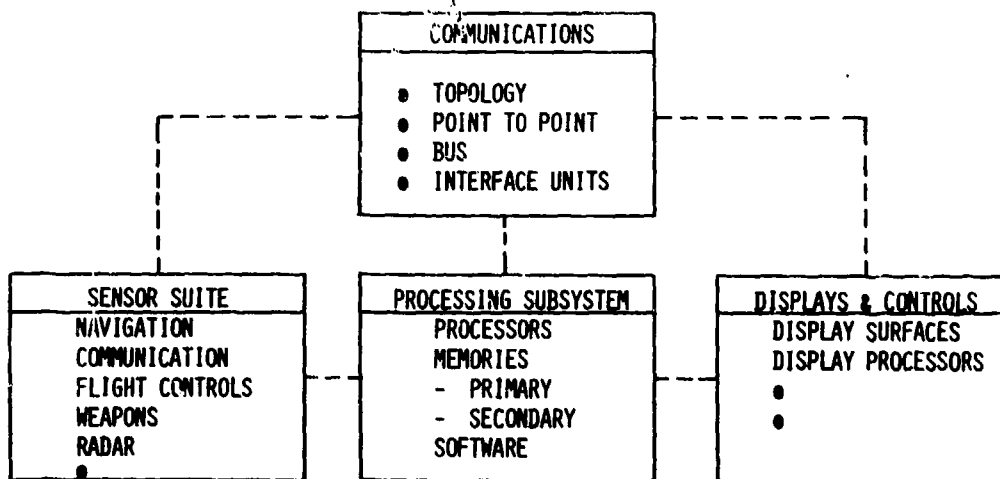 COMMUNICATIONS
● TOPOLOGY
● POINT TO POINT
● BUS
● INTERFACE UNITS
SENSOR SUITE
NAVIGATION
COMMUNICATION
FLIGHT CONTROLS
WEAPONS
RADAR
●
PROCESSING SUBSYSTEM
PROCESSORS
MEMORIES
- PRIMARY
- SECONDARY
SOFTWARE
DISPLAYS & CONTROLS
DISPLAY SURFACES
DISPLAY PROCESSORS
●
●